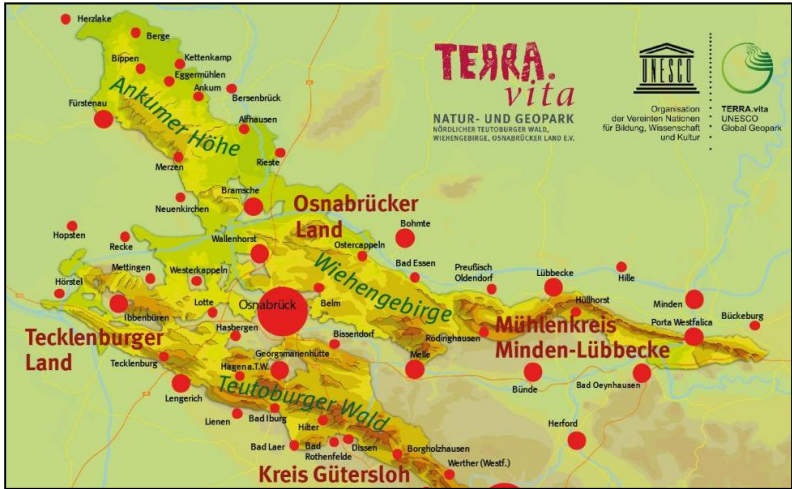 Herzlake
Berge
Bippen
Kettenkamp
Eggermühlen
Ankum
Bersenbrück
Fürstenau
Ankumer Höhe
Alfhausen
Merzen
Rieste
Neuenkirchen
Bramsche
TERRA.
vita
NATUR- UND GEOPARK
NÖRDLICHER TEUTOBURGER WALD,
WIEHENGEBIRGE, OSNABRÜCKER LAND E.V.
UNESCO
Organisation
der Vereinten Nationen
für Bildung, Wissenschaft
und Kultur
TERRA.vita
UNESCO
Global Geopark
Osnabrücker
Land
Hopsten
Recke
Wallenhorst
Bohmte
Ostercappeln
Mettingen
Westerkappeln
Wiehengebirge
Bad Essen
Preußisch
Oldendorf
Lübbecke
Hille
Hörstel
Ibbenbüren
Lotte
Osnabrück
Belm
Hüllhorst
Minden
Bückeburg
Porta Westfalica
Tecklenburger
Land
Hasbergen
Bissendorf
Rödinghausen
Mühlenkreis
Minden-Lübbecke
Tecklenburg
Georgsmarienhütte
Melle
Hagen a.T.W.
Bünde
Bad Oeynhausen
Lengerich
Teutoburger Wald
Lienen
Bad Iburg
Hilter
Herford
Bad Laer
Bad
Rothenfelde
Dissen
Borgholzhausen
Kreis Gütersloh
Werther (Westf.)